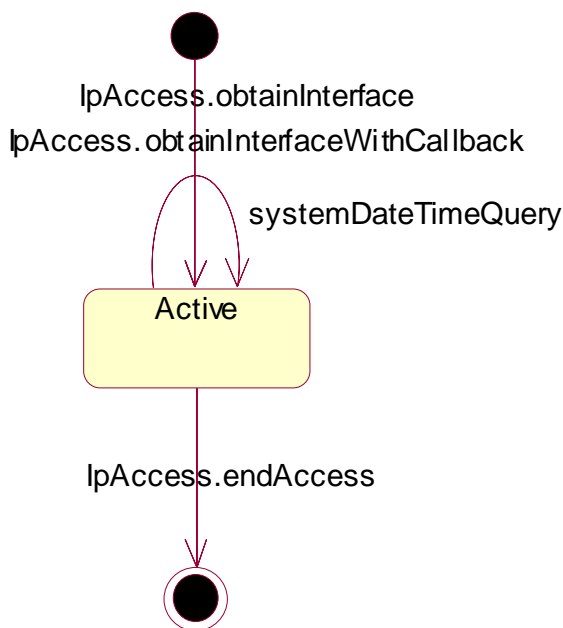 IpAccess.obtainInterface
IpAccess.obtainInterfaceWithCallback
systemDateTimeQuery
Active
IpAccess.endAccess